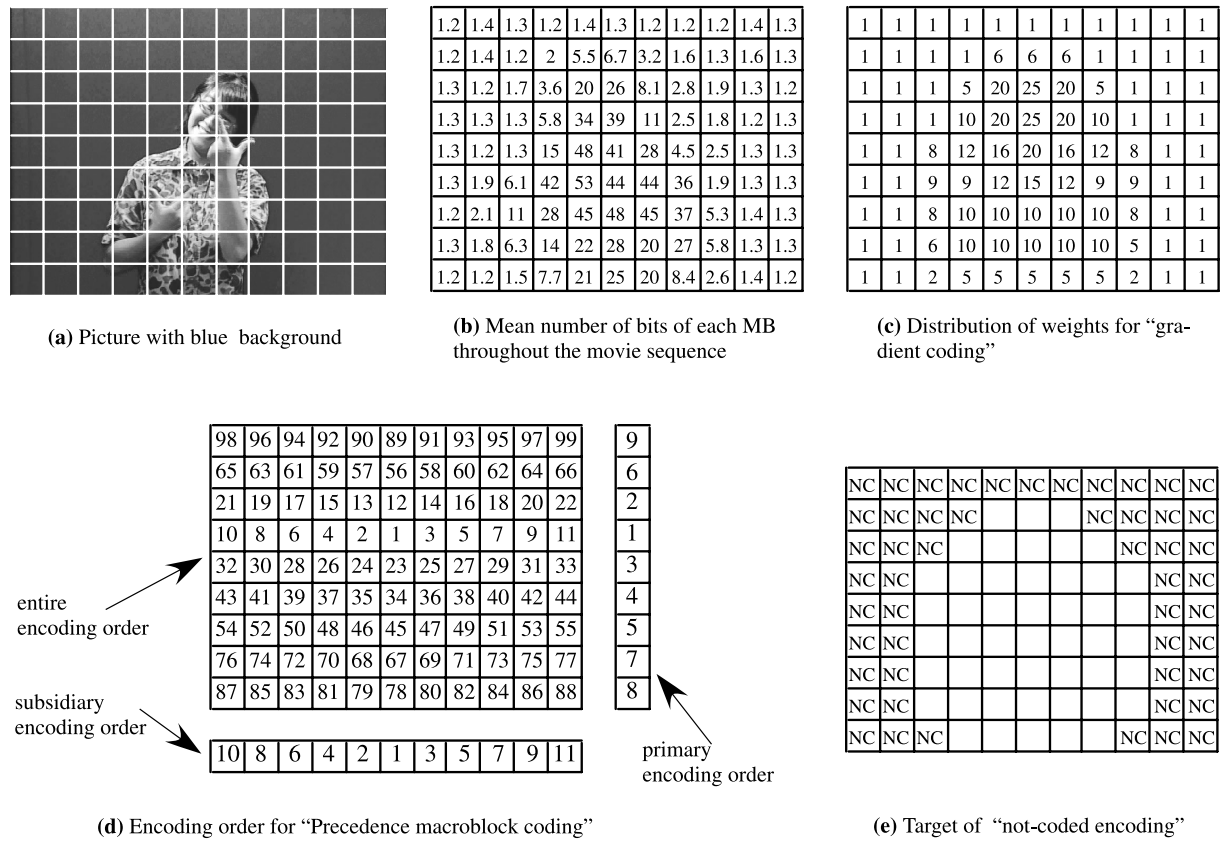 1.2 1.4 1.3 1.2 1.4 1.3 1.2 1.2 1.2 1.4 1.3
1.2 1.4 1.2 2 5.5 6.7 3.2 1.6 1.3 1.6 1.3
1.3 1.2 1.7 3.6 20 26 8.1 2.8 1.9 1.3 1.2
1.3 1.3 1.3 5.8 34 39 11 2.5 1.8 1.2 1.3
1.3 1.2 1.3 15 48 41 28 4.5 2.5 1.3 1.3
1.3 1.9 6.1 42 53 44 44 36 1.9 1.3 1.3
1.2 2.1 11 28 45 48 45 37 5.3 1.4 1.3
1.3 1.8 6.3 14 22 28 20 27 5.8 1.3 1.3
1.2 1.2 1.5 7.7 21 25 20 8.4 2.6 1.4 1.2
1 1 1 1 1 1 1 1 1 1 1
1 1 1 1 6 6 6 1 1 1 1
1 1 1 5 20 25 20 5 1 1 1
1 1 1 10 20 25 20 10 1 1 1
1 1 8 12 16 20 16 12 8 1 1
1 1 9 9 12 15 12 9 9 1 1
1 1 8 10 10 10 10 10 8 1 1
1 1 6 10 10 10 10 10 5 1 1
1 1 2 5 5 5 5 5 2 1 1
(a) Picture with blue background
(b) Mean number of bits of each MB
throughout the movie sequence
(c) Distribution of weights for “gra-
dient coding”
98 96 94 92 90 89 91 93 95 97 99
65 63 61 59 57 56 58 60 62 64 66
21 19 17 15 13 12 14 16 18 20 22
10 8 6 4 2 1 3 5 7 9 11
32 30 28 26 24 23 25 27 29 31 33
43 41 39 37 35 34 36 38 40 42 44
54 52 50 48 46 45 47 49 51 53 55
76 74 72 70 68 67 69 71 73 75 77
87 85 83 81 79 78 80 82 84 86 88
9
6
2
1
3
4
5
7
8
entire
encoding order
subsidiary
encoding order
10 8 6 4 2 1 3 5 7 9 11
primary
encoding order
NC NC NC NC NC NC NC NC NC NC NC
NC NC NC NC NC NC NC NC
NC NC NC NC NC NC
NC NC NC NC
NC NC NC NC
NC NC NC NC
NC NC NC NC
NC NC NC NC
NC NC NC NC NC NC
(d) Encoding order for “Precedence macroblock coding”
(e) Target of “not-coded encoding”